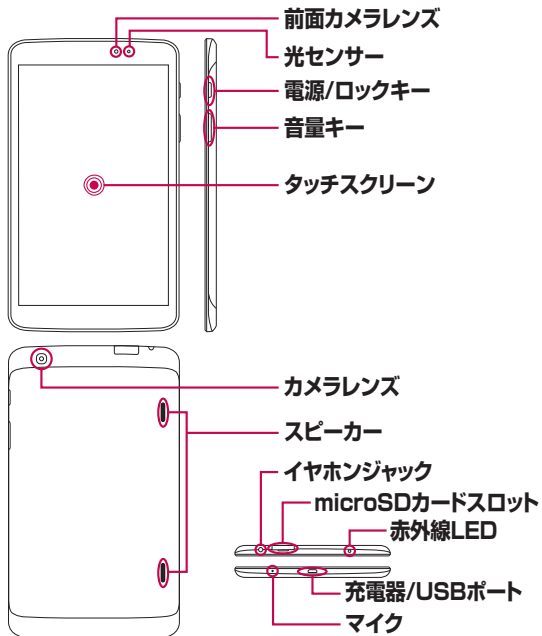 前面カメラレンズ
光センサー
電源/ロックキー
音量キー
タッチスクリーン
カメラレンズ
スピーカー
イヤホンジャック
microSDカードスロット
赤外線LED
充電器/USBポート
マイク